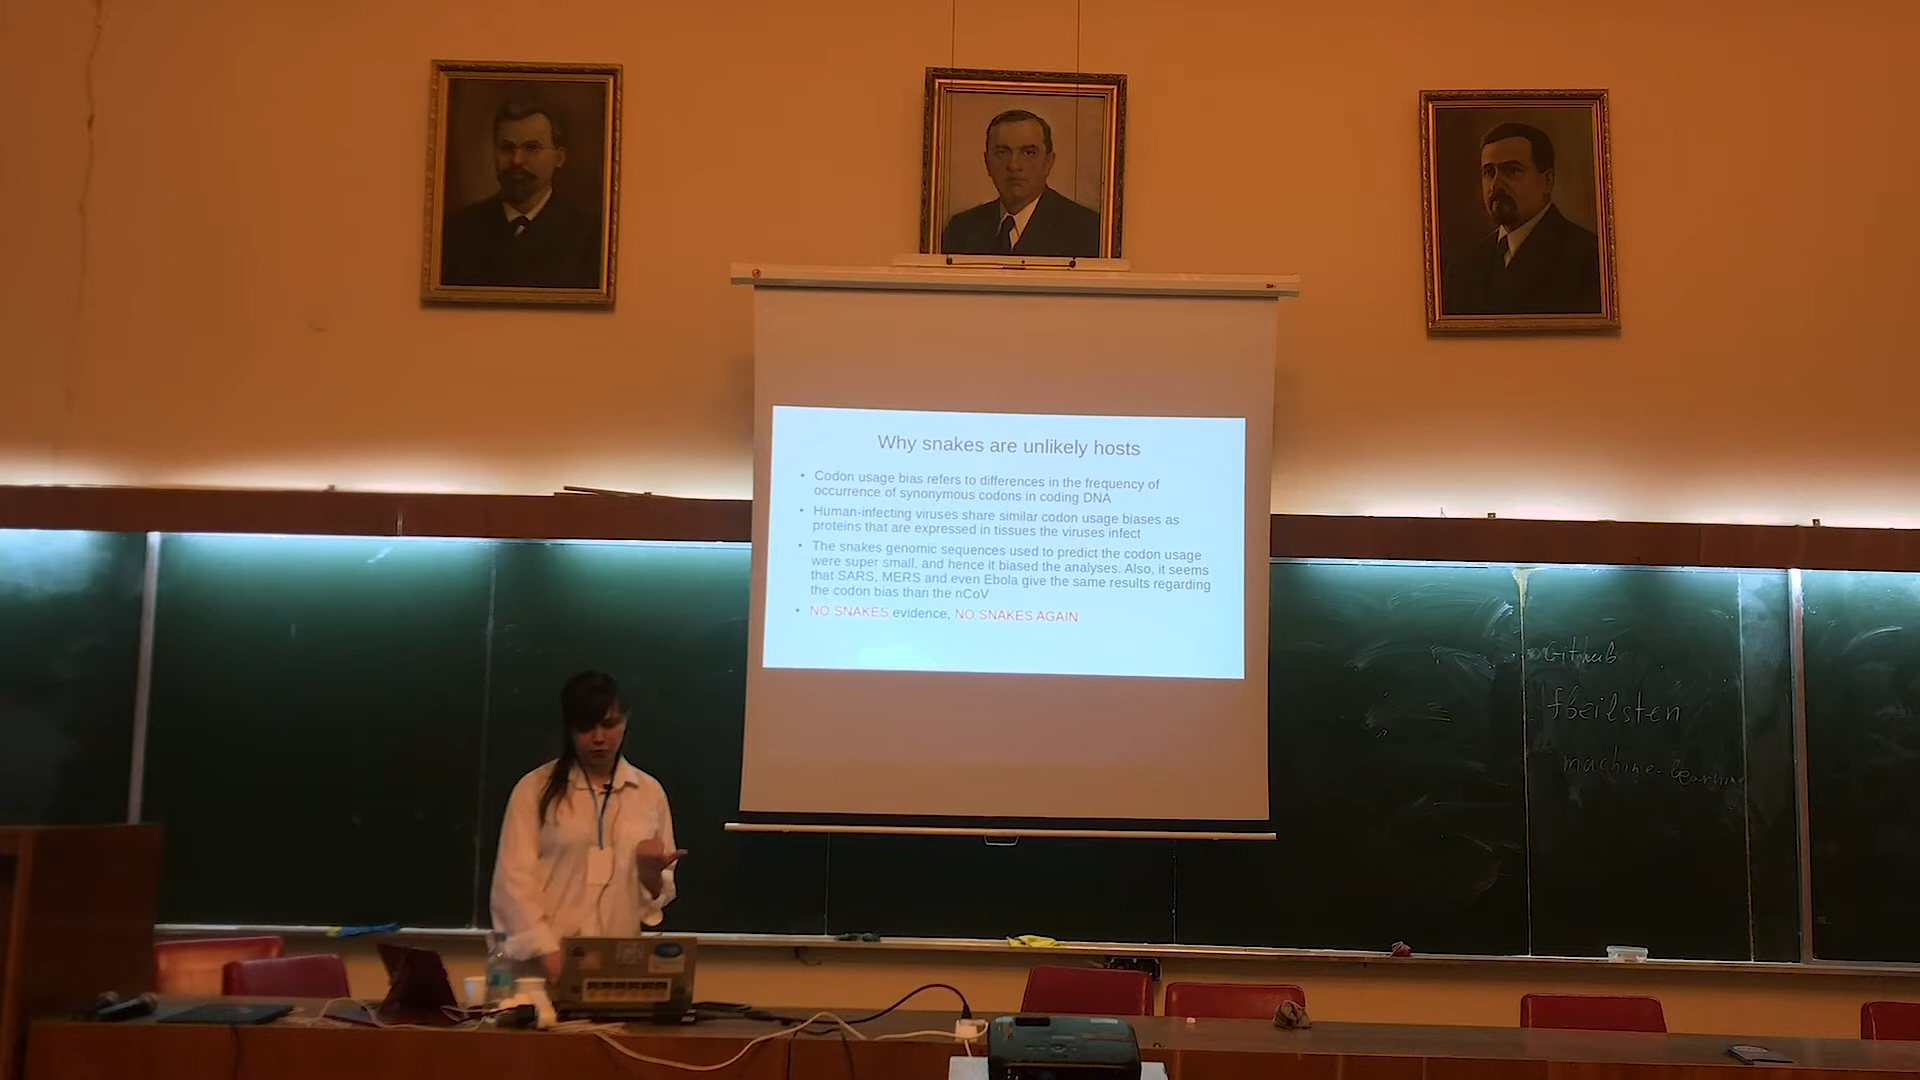 Why snakes are unlikely hosts
• Codon usage bias refers to differences in the frequency of
occurrence of synonymous codons in coding DNA
• Human-infecting viruses share similar codon usage biases as
proteins that are expressed in tissues the viruses infect
• The snakes genomic sequences used to predict the codon usage
were super small, and hence it biased the analyses. Also, it seems
that SARS, MERS and even Ebola give the same results regarding
the codon bias than the nCoV
• NO SNAKES evidence, NO SNAKES AGAIN
Github
fbeilsten
machine-learning